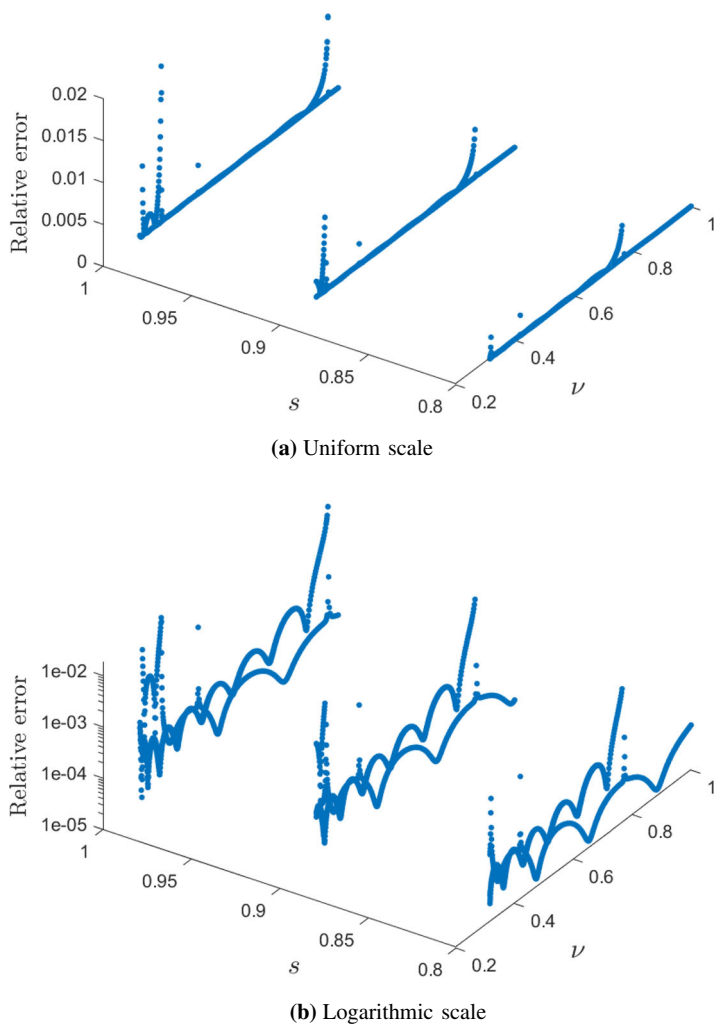 0.02
0.015
0.01
0.005
0
Relative error
1
0.95
0.9
0.85
0.8
s
0.2
0.4
0.6
0.8
1
ν
(a) Uniform scale
1e-02
1e-03
1e-04
1e-05
Relative error
1
0.95
0.9
0.85
0.8
s
0.2
0.4
0.6
0.8
1
ν
(b) Logarithmic scale